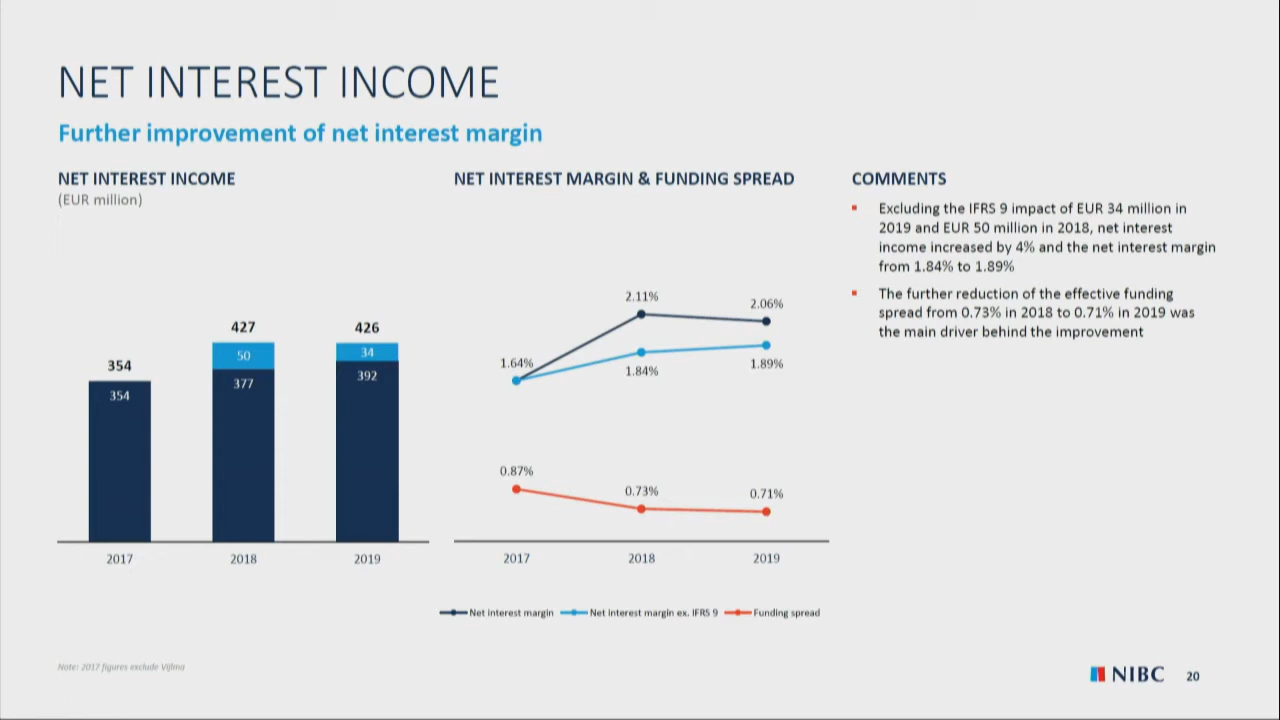 NET INTEREST INCOME
Further improvement of net interest margin
NET INTEREST INCOME
(EUR million)
427
426
354
50
34
354
377
392
2017
2018
2019
NET INTEREST MARGIN & FUNDING SPREAD
2.11%
2.06%
1.64%
1.84%
1.89%
0.87%
0.73%
0.71%
2017
2018
2019
Net interest margin
Net interest margin ex. IFRS 9
Funding spread
COMMENTS
Excluding the IFRS 9 impact of EUR 34 million in
2019 and EUR 50 million in 2018, net interest
income increased by 4% and the net interest margin
from 1.84% to 1.89%
The further reduction of the effective funding
spread from 0.73% in 2018 to 0.71% in 2019 was
the main driver behind the improvement
Note: 2017 figures exclude Vijlma
NIBC
20